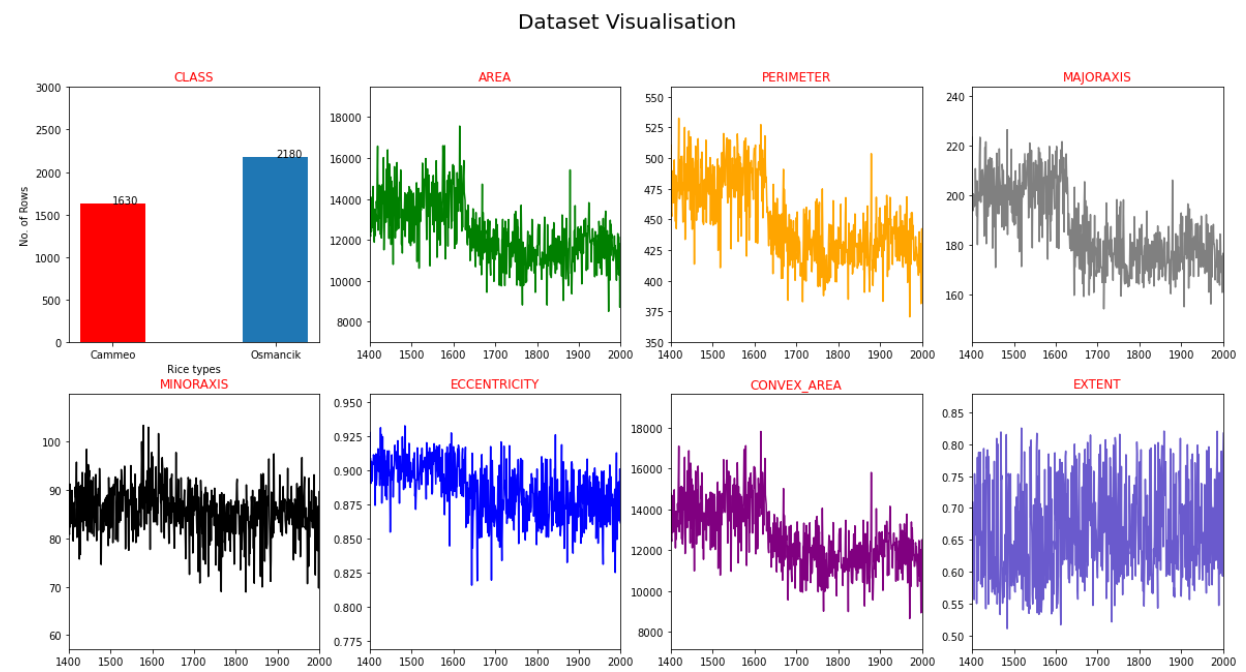 Dataset Visualisation
CLASS
3000
2500
2000
1500
1000
500
0
No. of Rows
1630
2180
Cammeo Osmancik
Rice types
AREA
18000
16000
14000
12000
10000
8000
1400 1500 1600 1700 1800 1900 2000
PERIMETER
550
525
500
475
450
425
400
375
350
1400 1500 1600 1700 1800 1900 2000
MAJORAXIS
240
220
200
180
160
1400 1500 1600 1700 1800 1900 2000
MINORAXIS
100
90
80
70
60
1400 1500 1600 1700 1800 1900 2000
ECCENTRICITY
0.950
0.925
0.900
0.875
0.850
0.825
0.800
0.775
1400 1500 1600 1700 1800 1900 2000
CONVEX_AREA
18000
16000
14000
12000
10000
8000
1400 1500 1600 1700 1800 1900 2000
EXTENT
0.85
0.80
0.75
0.70
0.65
0.60
0.55
0.50
1400 1500 1600 1700 1800 1900 2000